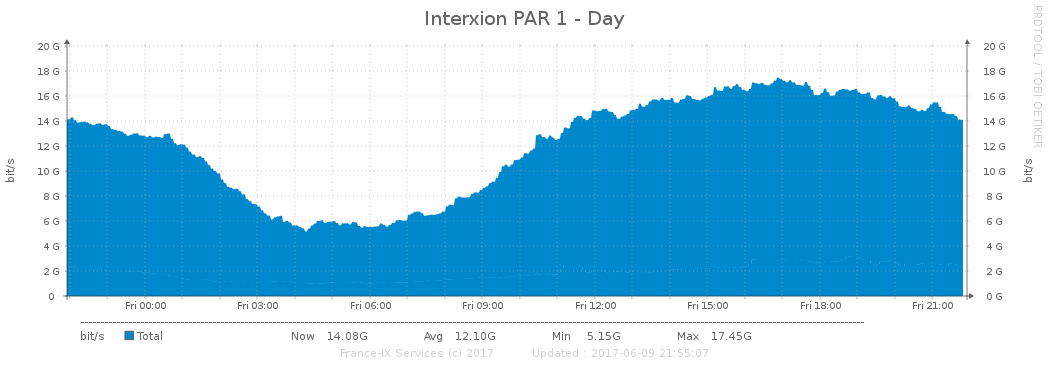 Interxion PAR 1 - Day
RRDTOOL / TOBI OETIKER
bit/s
20 G 20 G
18 G 18 G
16 G 16 G
14 G 14 G
12 G 12 G
10 G 10 G
8 G 8 G
6 G 6 G
4 G 4 G
2 G 2 G
0 0 G
bit/s
Fri 00:00 Fri 03:00 Fri 06:00 Fri 09:00 Fri 12:00 Fri 15:00 Fri 18:00 Fri 21:00
bit/s Total Now 14.08G Avg 12.10G Min 5.15G Max 17.45G
France-IX Services (c) 2017 Updated : 2017-06-09 21:55:07